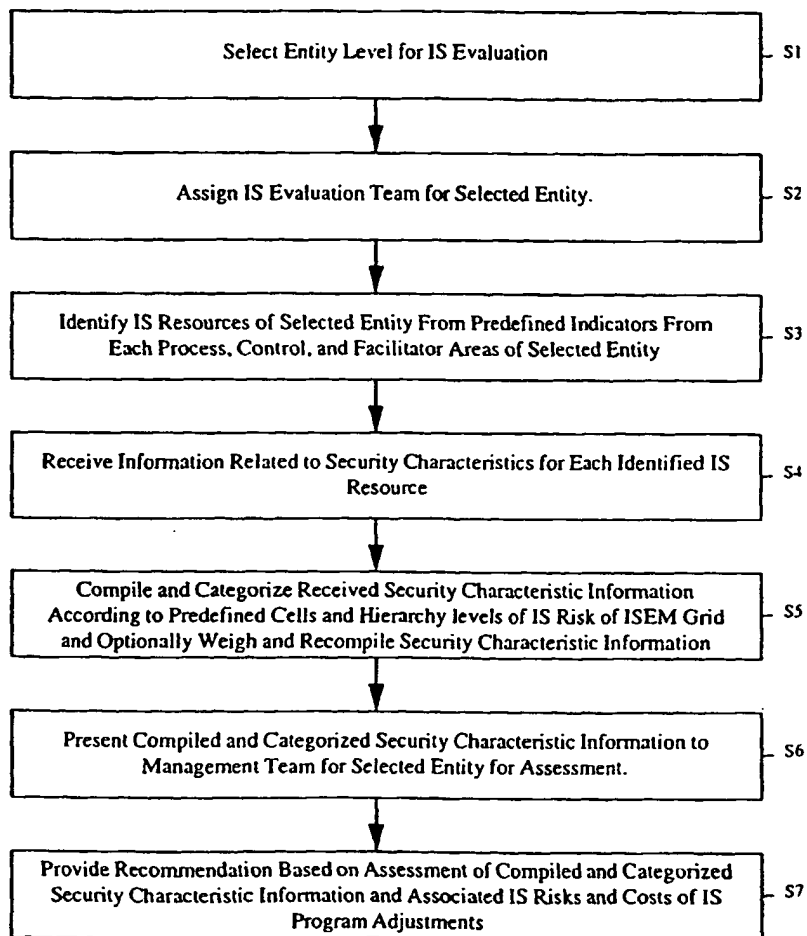 Select Entity Level for IS Evaluation
S1
Assign IS Evaluation Team for Selected Entity.
S2
Identify IS Resources of Selected Entity From Predefined Indicators From
Each Process, Control, and Facilitator Areas of Selected Entity
S3
Receive Information Related to Security Characteristics for Each Identified IS
Resource
S4
Compile and Categorize Received Security Characteristic Information
According to Predefined Cells and Hierarchy levels of IS Risk of ISEM Grid
and Optionally Weigh and Recompile Security Characteristic Information
S5
Present Compiled and Categorized Security Characteristic Information to
Management Team for Selected Entity for Assessment.
S6
Provide Recommendation Based on Assessment of Compiled and Categorized
Security Characteristic Information and Associated IS Risks and Costs of IS
Program Adjustments
S7